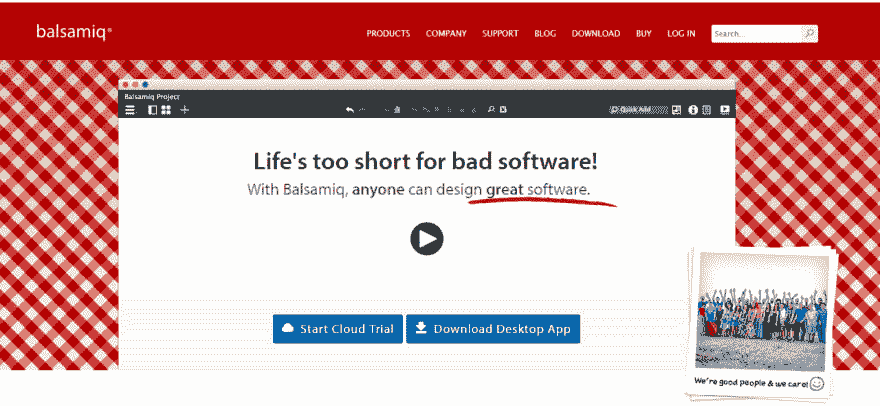 balsamiq®
PRODUCTS COMPANY SUPPORT BLOG DOWNLOAD BUY LOG IN Search...
Balsamiq Project
Quick Add
Life's too short for bad software!
With Balsamiq, anyone can design great software.
Start Cloud Trial Download Desktop App
We're good people & we care!